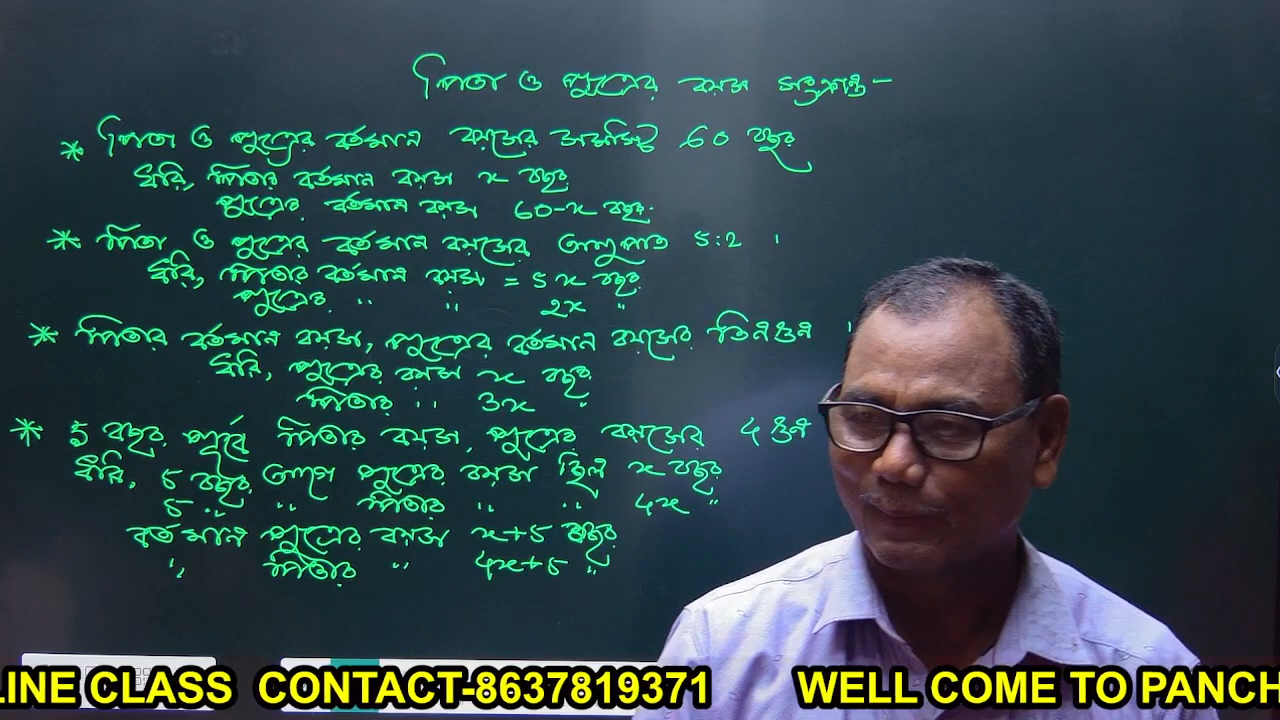 পিতা ও পুত্রের বয়স সংক্রান্ত -
* পিতা ও পুত্রের বর্তমান বয়সের সমষ্টি 60 বছর
ধরি, পিতার বর্তমান বয়স x বছর
পুত্রের বর্তমান বয়স 60-x বছর.
* পিতা ও পুত্রের বর্তমান বয়সের অনুপাত 5:2 ।
ধরি, পিতার বর্তমান বয়স = 5x বছর
পুত্রের " " 2x "
* পিতার বর্তমান বয়স, পুত্রের বর্তমান বয়সের তিনগুন ।
ধরি, পুত্রের বয়স x বছর
পিতার " 3x "
* 5 বছর পূর্বে পিতার বয়স, পুত্রের বয়সের ৫ গুন
ধরি, 5 বছর আগে পুত্রের বয়স ছিল x বছর
5 " " পিতার " " 4x "
বর্তমান পুত্রের বয়স x+5 বছর
" পিতার " 4x+5 "
LINE CLASS CONTACT-8637819371 WELL COME TO PANCH